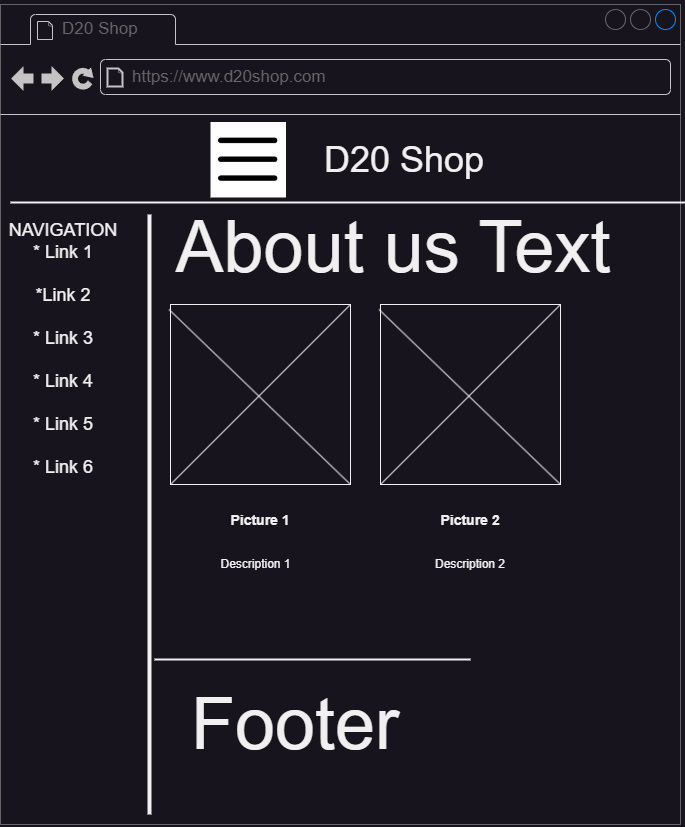 D20 Shop
https://www.d20shop.com
D20 Shop
NAVIGATION
* Link 1
*Link 2
* Link 3
* Link 4
* Link 5
* Link 6
About us Text
Picture 1
Description 1
Picture 2
Description 2
Footer